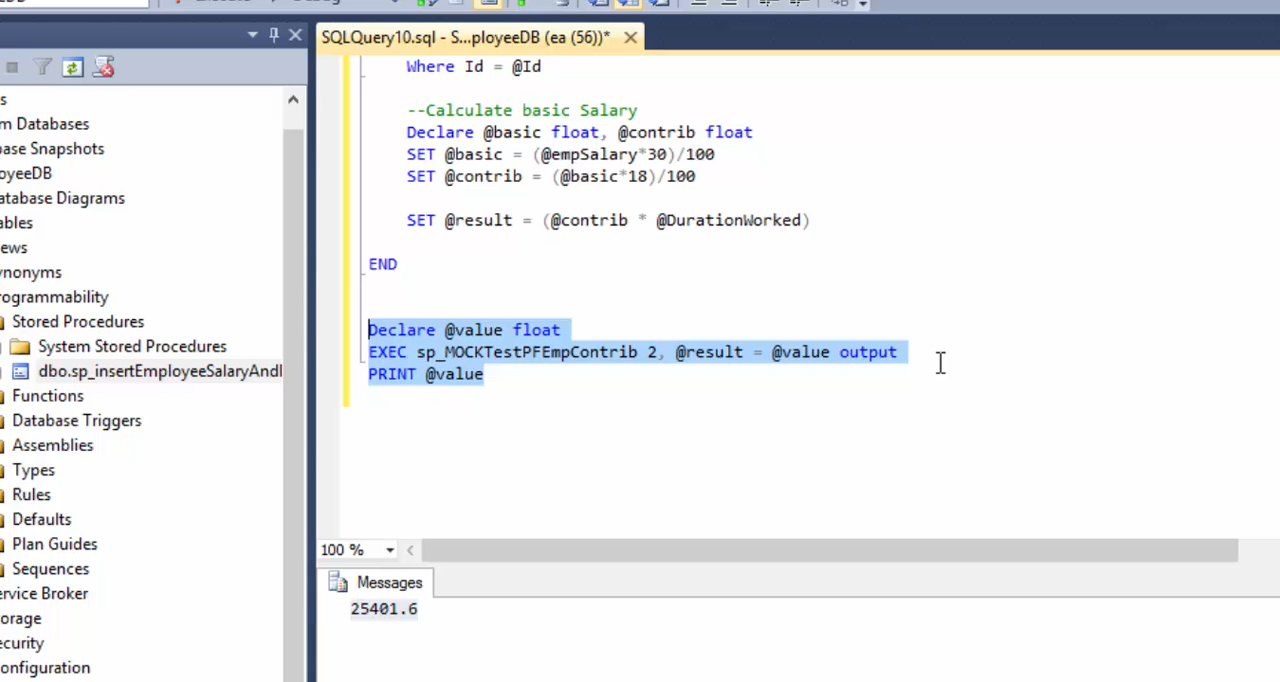 SQLQuery10.sql - S...ployeeDB (ea (56))*
m Databases
ase Snapshots
oyeeDB
atabase Diagrams
ables
ews
ynonyms
rogrammability
Stored Procedures
System Stored Procedures
dbo.sp_insertEmployeeSalaryAndI
Functions
Database Triggers
Assemblies
Types
Rules
Defaults
Plan Guides
Sequences
ervice Broker
orage
ecurity
onfiguration
Where Id = @Id
--Calculate basic Salary
Declare @basic float, @contrib float
SET @basic = (@empSalary*30)/100
SET @contrib = (@basic*18)/100
SET @result = (@contrib * @DurationWorked)
END
Declare @value float
EXEC sp_MOCKTestPFEmpContrib 2, @result = @value output
PRINT @value
100 %
Messages
25401.6